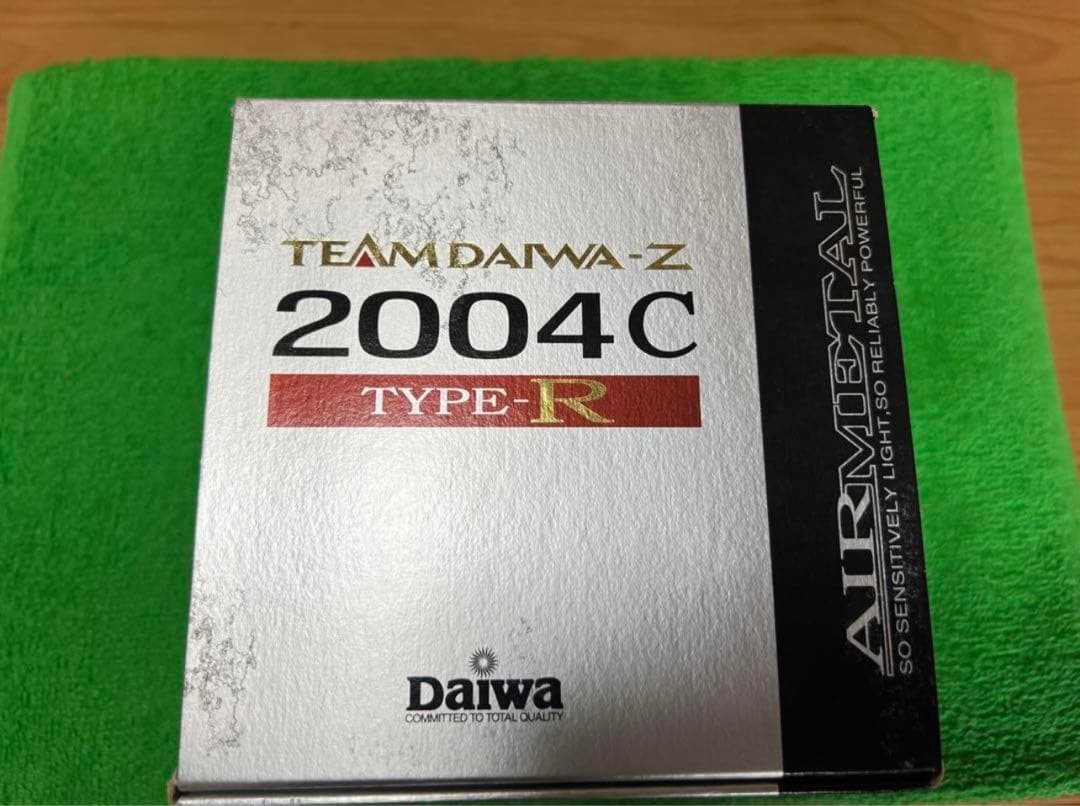 TEAM DAIWA-Z
2004C
TYPE-R
Daiwa
COMMITTED TO TOTAL QUALITY
AIRMETAL
SO SENSITIVELY LIGHT, SO RELIABLY POWERFUL